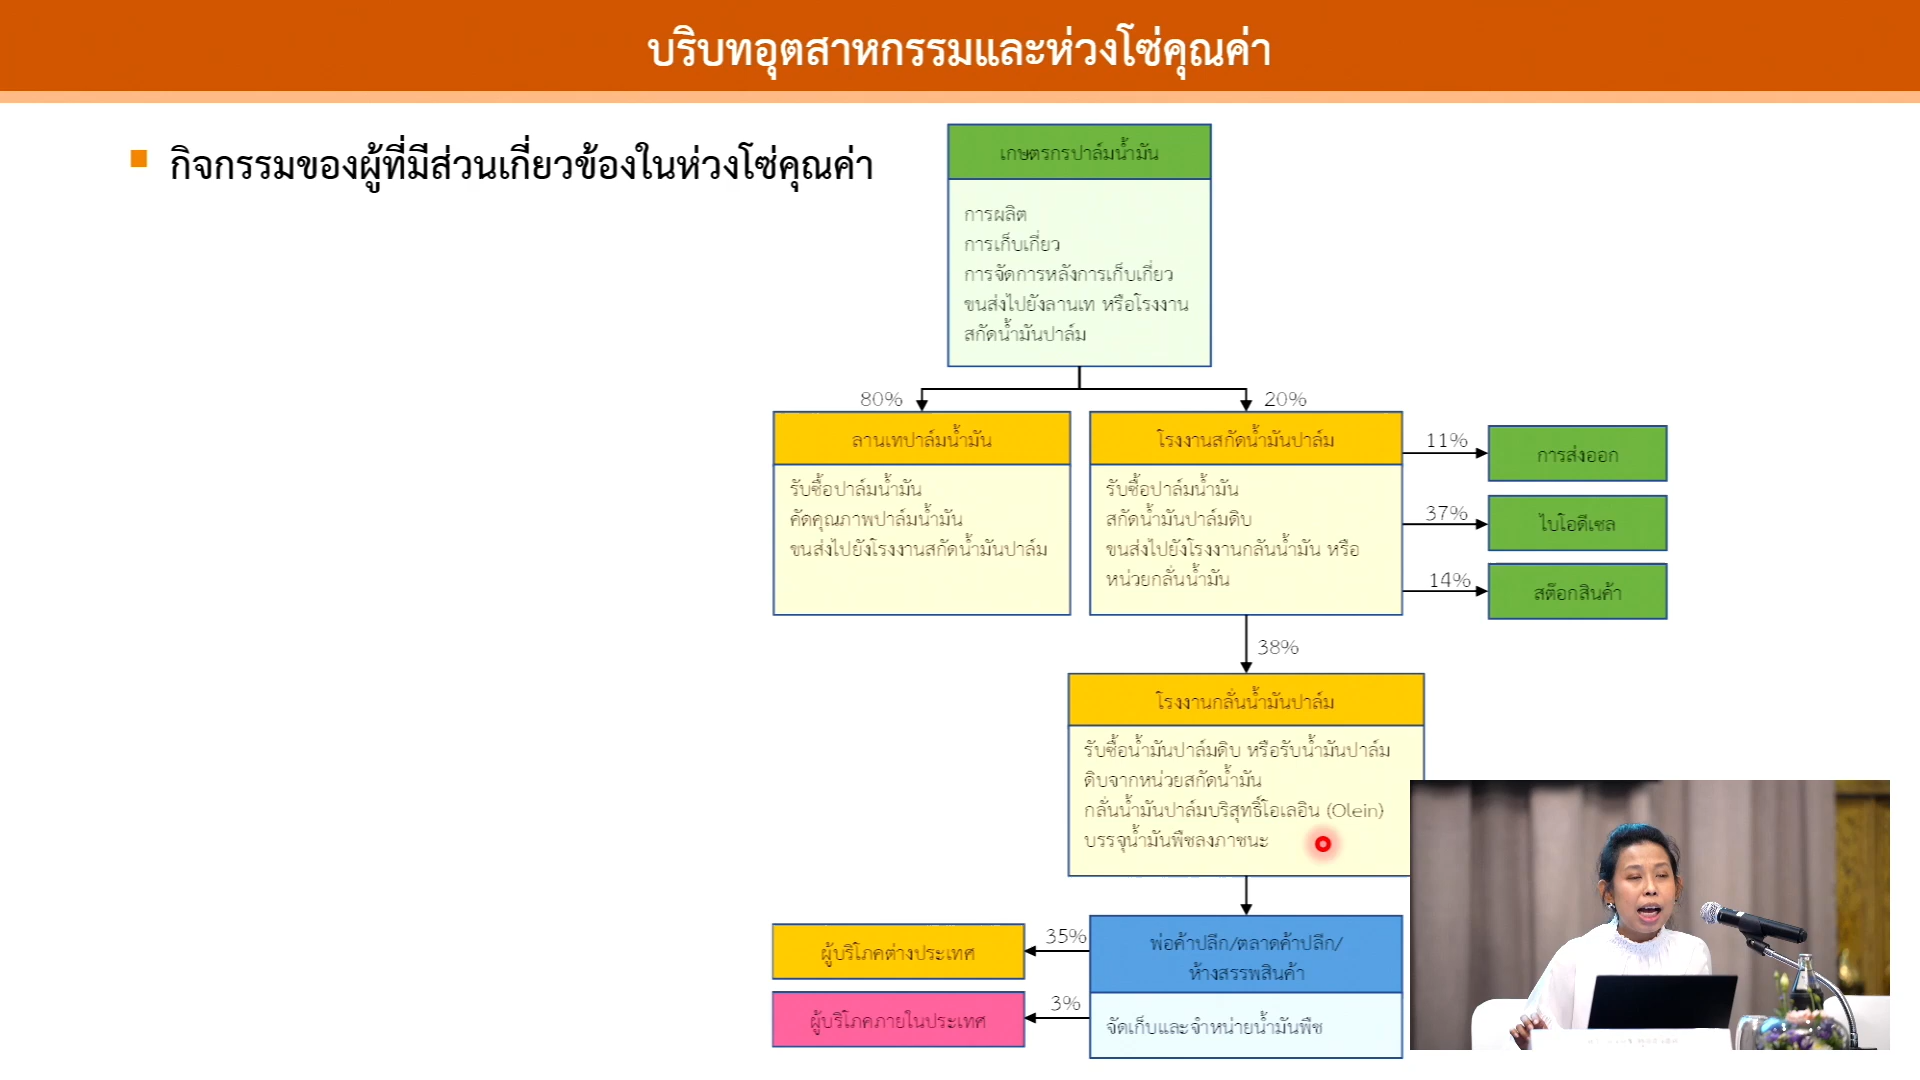 บริบทอุตสาหกรรมและห่วงโซ่คุณค่า
กิจกรรมของผู้ที่มีส่วนเกี่ยวข้องในห่วงโซ่คุณค่า
เกษตรกรปาล์มน้ำมัน
การผลิต
การเก็บเกี่ยว
การจัดการหลังการเก็บเกี่ยว
ขนส่งไปยังลานเท หรือโรงงาน
สกัดน้ำมันปาล์ม
80%
20%
ลานเทปาล์มน้ำมัน
รับซื้อปาล์มน้ำมัน
คัดคุณภาพปาล์มน้ำมัน
ขนส่งไปยังโรงงานสกัดน้ำมันปาล์ม
โรงงานสกัดน้ำมันปาล์ม
รับซื้อปาล์มน้ำมัน
สกัดน้ำมันปาล์มดิบ
ขนส่งไปยังโรงงานกลันน้ำมัน หรือ
หน่วยกลั่นน้ำมัน
11%
การส่งออก
37%
ไบโอดีเซล
14%
สต๊อกสินค้า
38%
โรงงานกลั่นน้ำมันปาล์ม
รับซื้อน้ำมันปาล์มดิบ หรือรับน้ำมันปาล์ม
ดิบจากหน่วยสกัดน้ำมัน
กลั่นน้ำมันปาล์มบริสุทธิ์โอเลอิน (Olein)
บรรจุน้ำมันพืชลงภาชนะ
พ่อค้าปลีก/ตลาดค้าปลีก/
ห้างสรรพสินค้า
จัดเก็บและจำหน่ายน้ำมันพืช
35%
ผู้บริโภคต่างประเทศ
3%
ผู้บริโภคภายในประเทศ